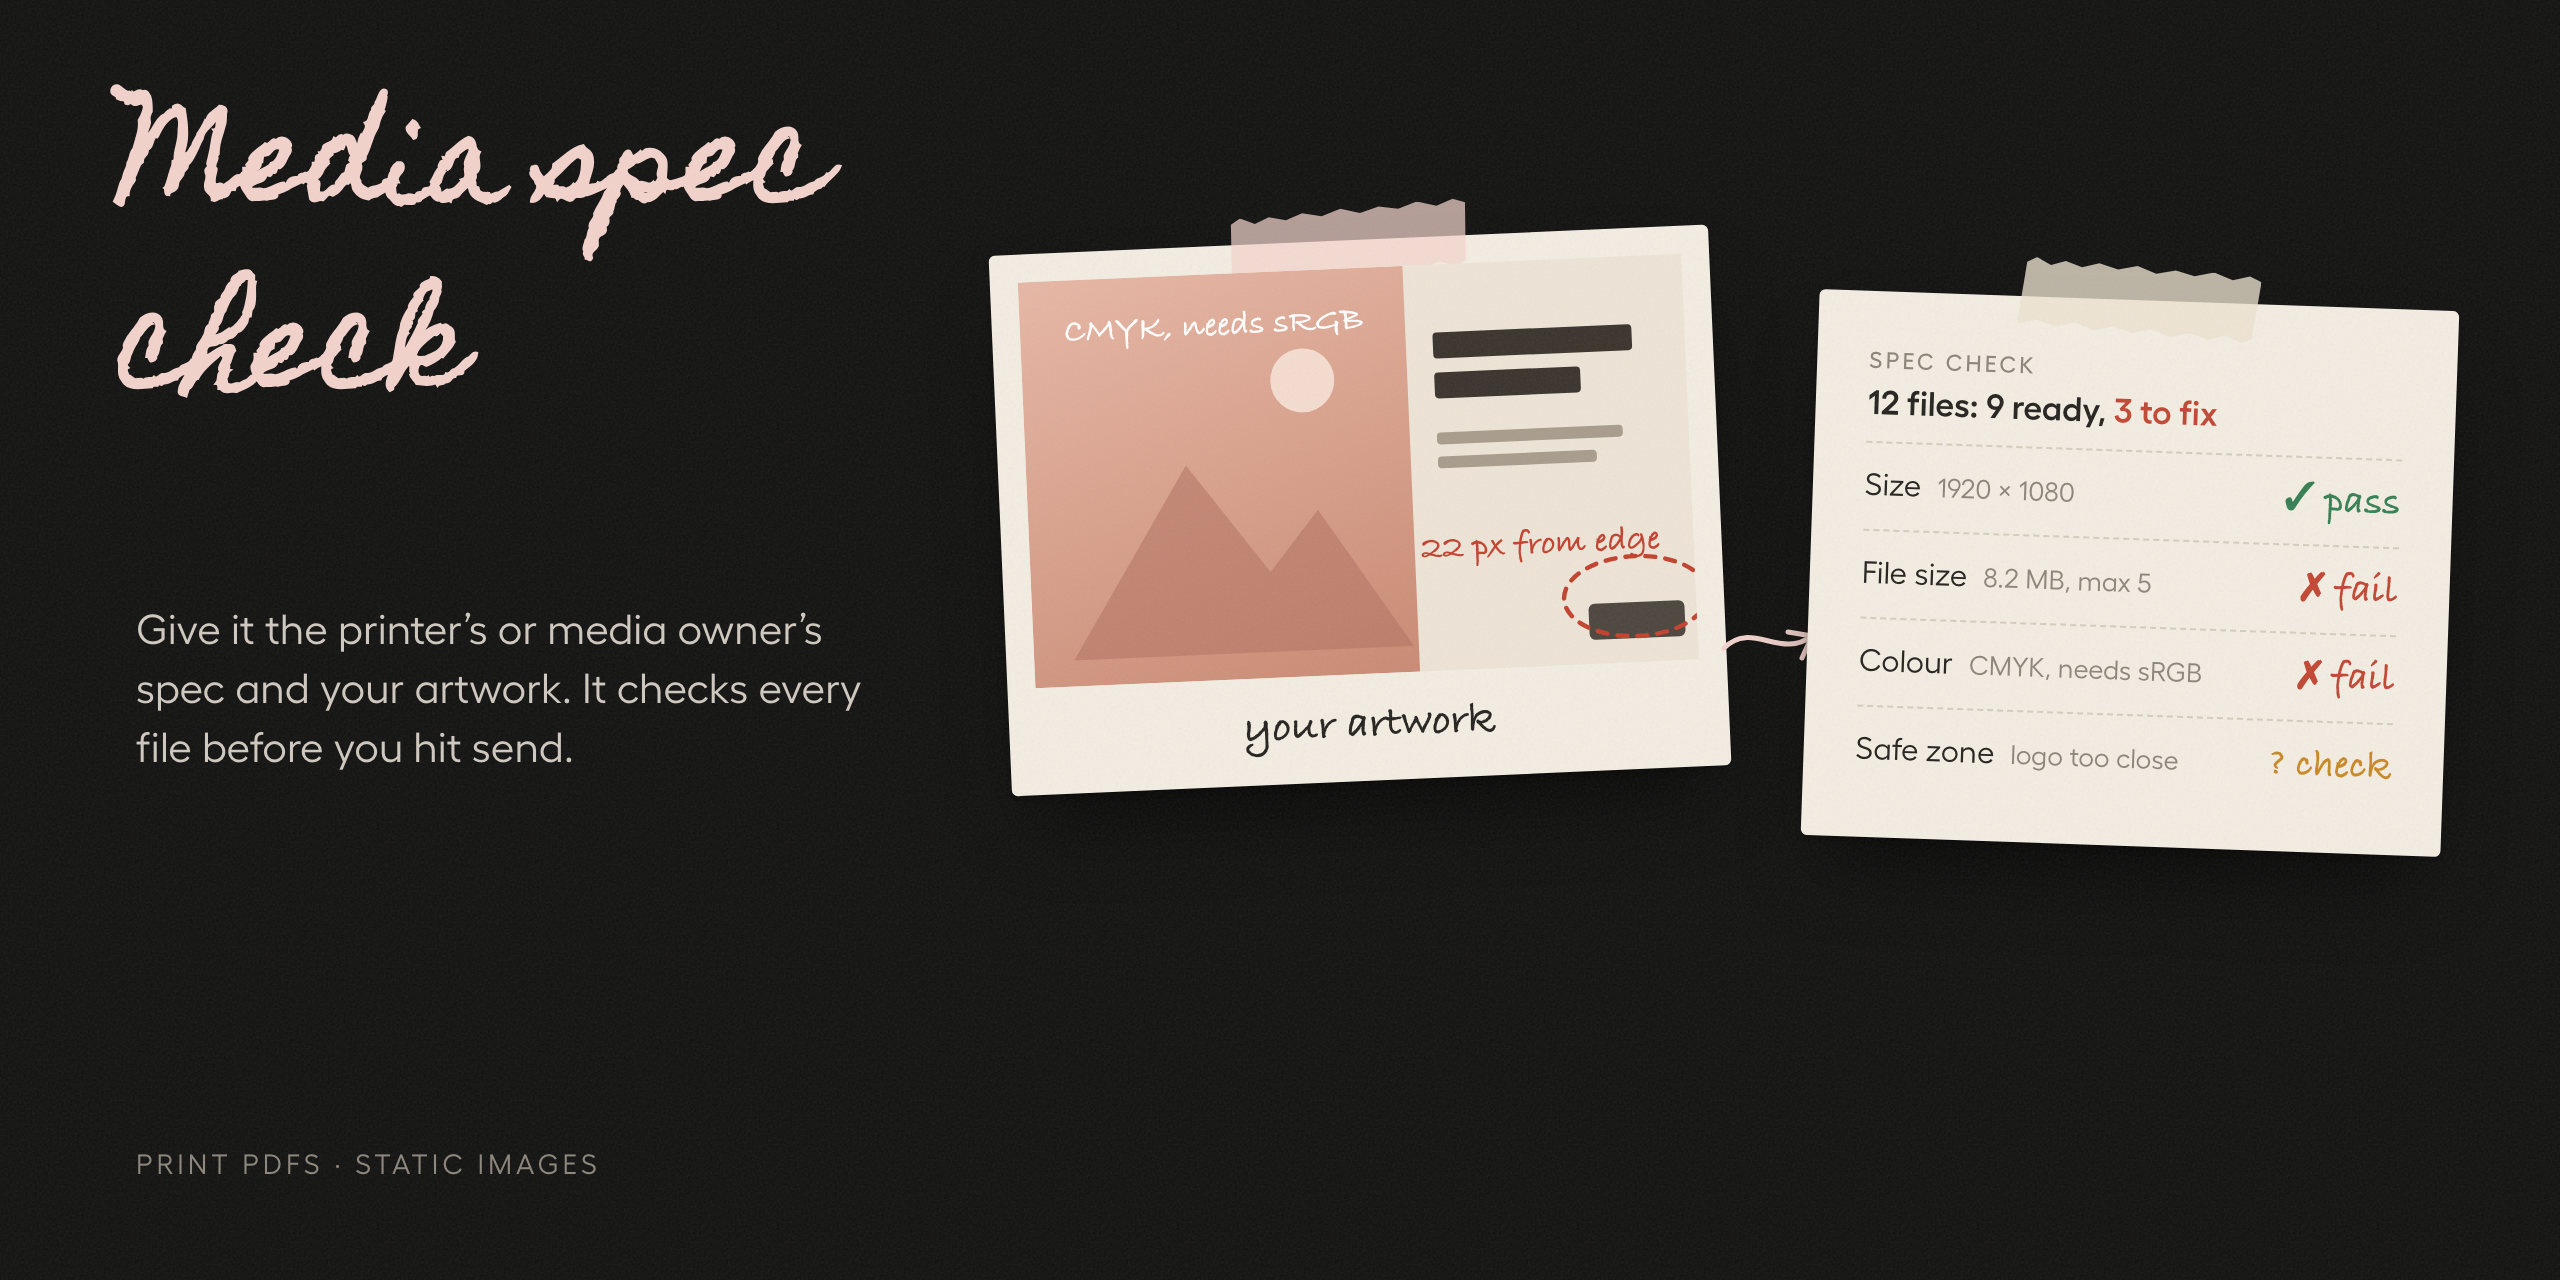 Media spec
check
Give it the printer’s or media owner’s
spec and your artwork. It checks every
file before you hit send.
PRINT PDFS · STATIC IMAGES
CMYK, needs sRGB
22 px from edge
your artwork
SPEC CHECK
12 files: 9 ready, 3 to fix
Size 1920 × 1080 ✓ pass
File size 8.2 MB, max 5 ✗ fail
Colour CMYK, needs sRGB ✗ fail
Safe zone logo too close ? check